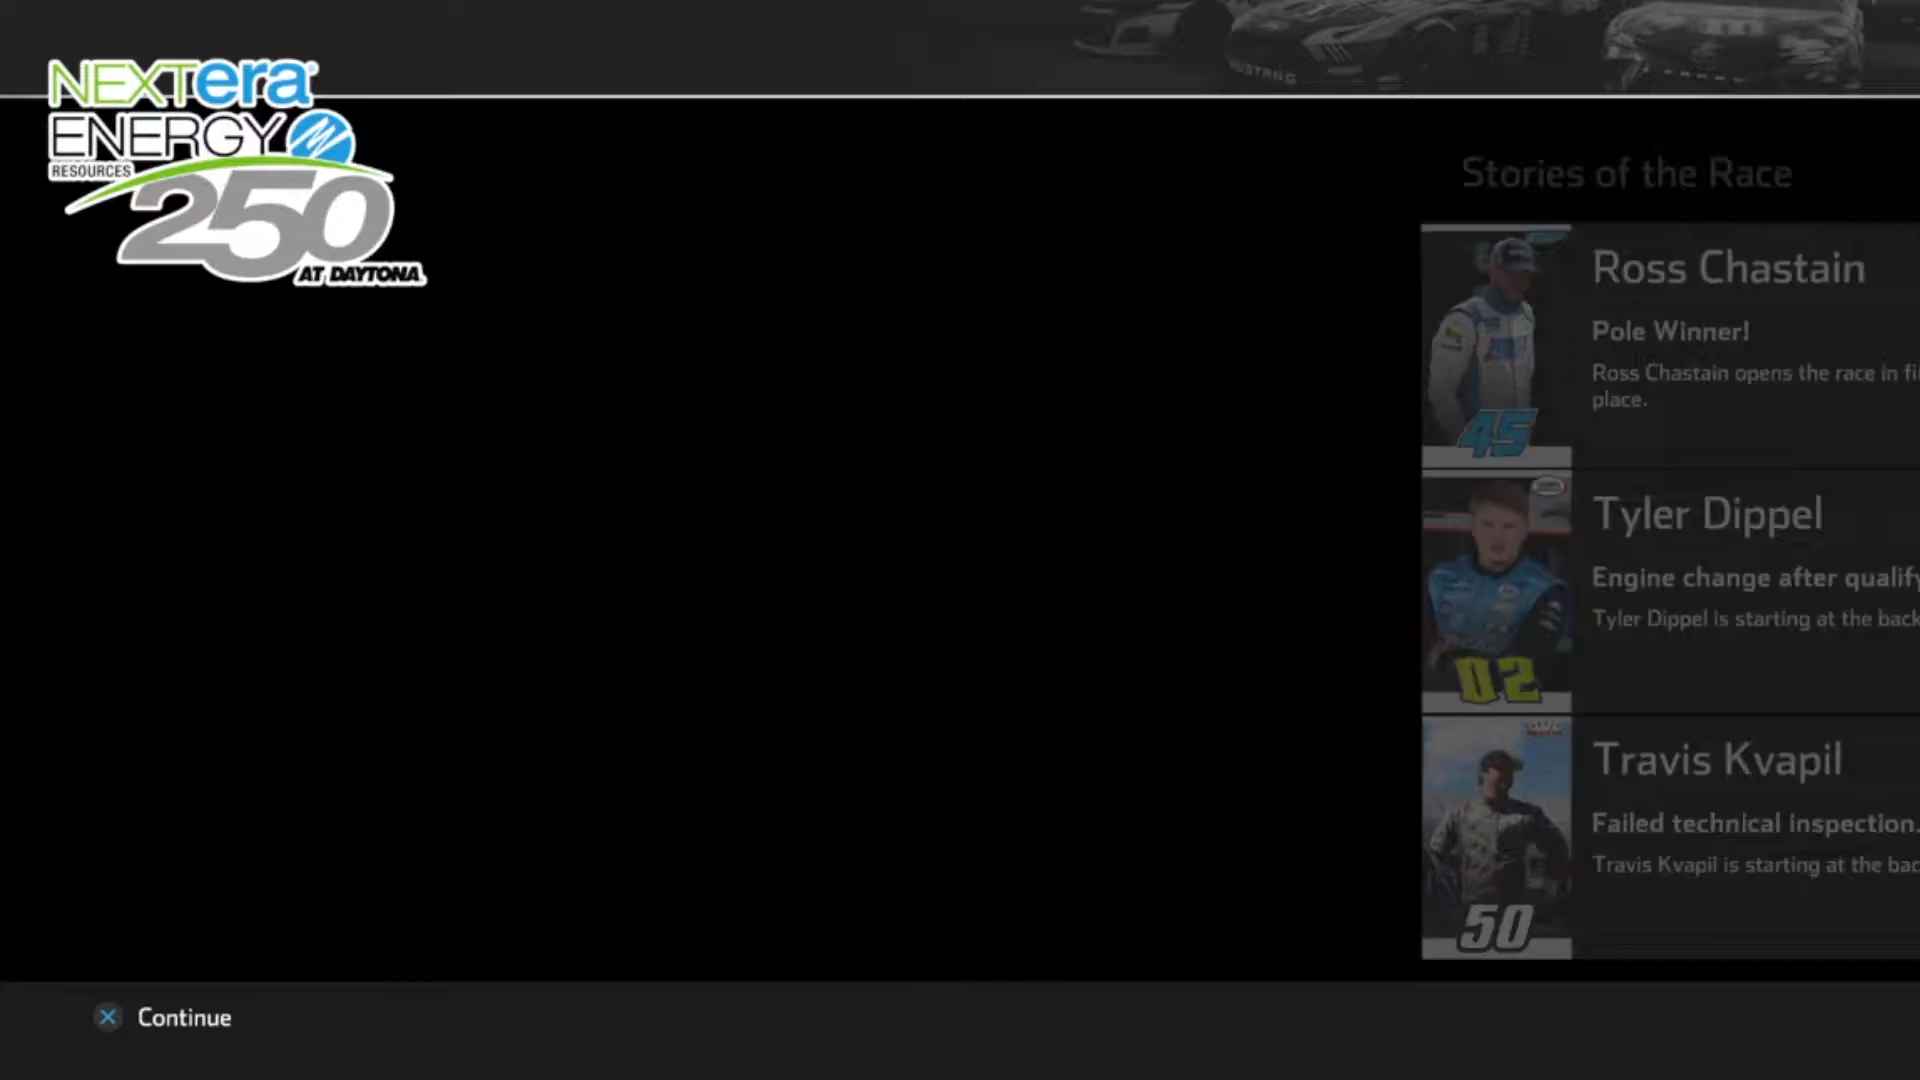 MUSTANG
NEXTera
ENERGY
RESOURCES
250
AT DAYTONA
Stories of the Race
Ross Chastain
Pole Winner!
Ross Chastain opens the race in fi
place.
45
Tyler Dippel
Engine change after qualify
Tyler Dippel is starting at the back
02
Travis Kvapil
Failed technical inspection.
Travis Kvapil is starting at the bac
50
Continue